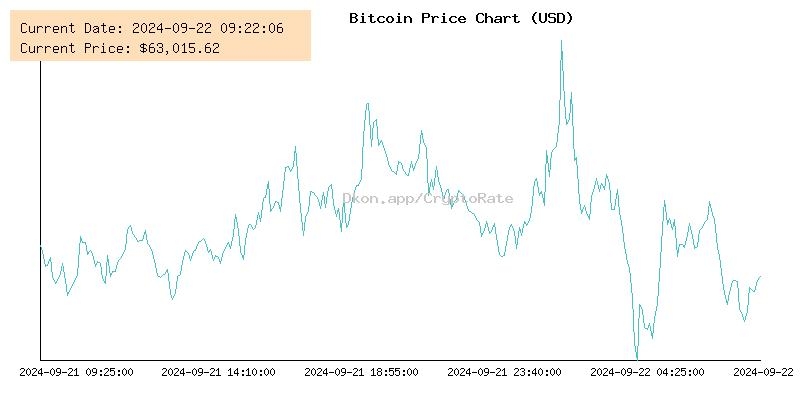 Bitcoin Price Chart (USD)
Current Date: 2024-09-22 09:22:06
Current Price: $63,015.62
Dkon.app/CryptoRate
2024-09-21 09:25:00
2024-09-21 14:10:00
2024-09-21 18:55:00
2024-09-21 23:40:00
2024-09-22 04:25:00
2024-09-22